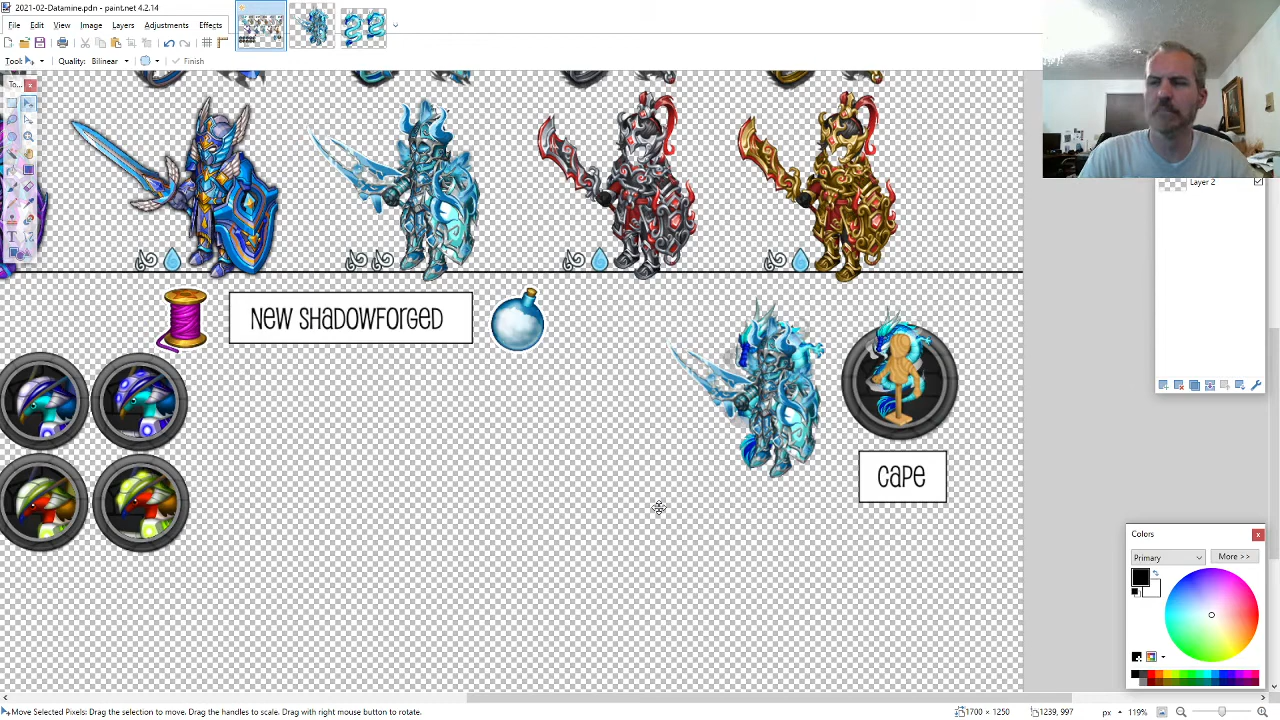 2021-02-Datamine.pdn - paint.net 4.2.14
File Edit View Image Layers Adjustments Effects
Tool: Quality: Bilinear Finish
To... x
T
Layer 2
New Shadowforged
Cape
Colors x
Primary More >>
Move Selected Pixels: Drag the selection to move. Drag the handles to scale. Drag with right mouse button to rotate. 1700 × 1250 1239, 997 px 119%